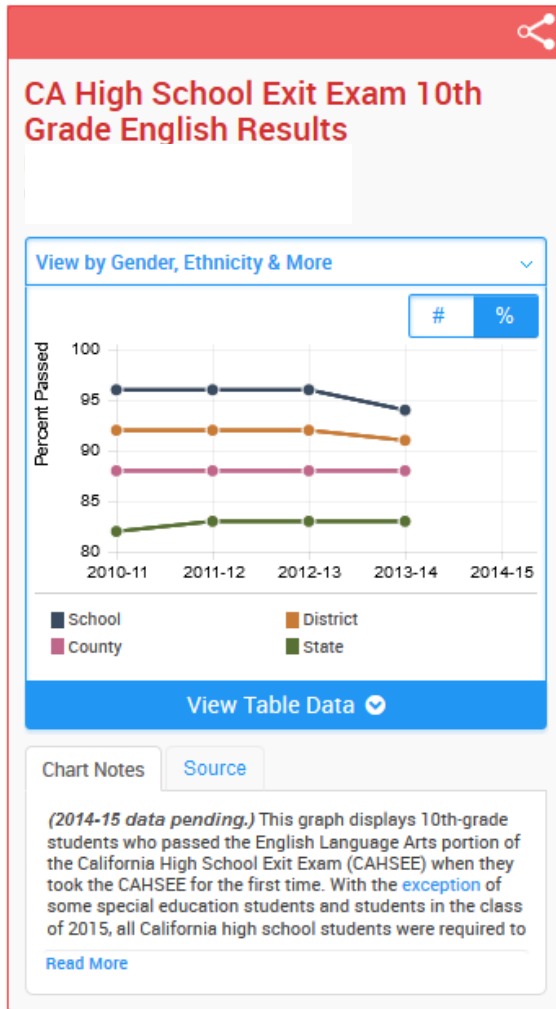 CA High School Exit Exam 10th
Grade English Results
View by Gender, Ethnicity & More
# %
Percent Passed
100
95
90
85
80
2010-11 2011-12 2012-13 2013-14 2014-15
School District
County State
View Table Data
Chart Notes Source
(2014-15 data pending.) This graph displays 10th-grade
students who passed the English Language Arts portion of
the California High School Exit Exam (CAHSEE) when they
took the CAHSEE for the first time. With the exception of
some special education students and students in the class
of 2015, all California high school students were required to
Read More